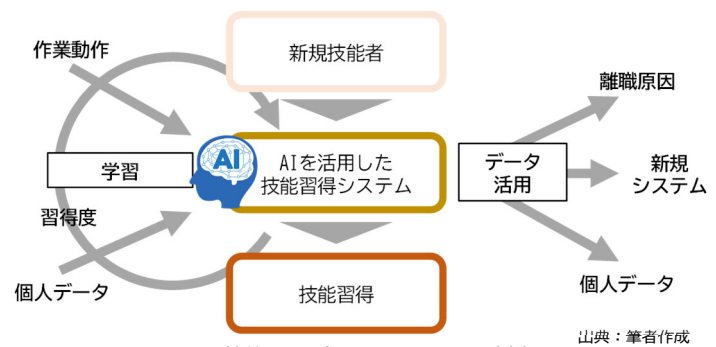 作業動作
新規技能者
離職原因
AI
学習
AIを活用した
技能習得システム
データ
活用
新規
システム
習得度
個人データ
技能習得
個人データ
出典：筆者作成